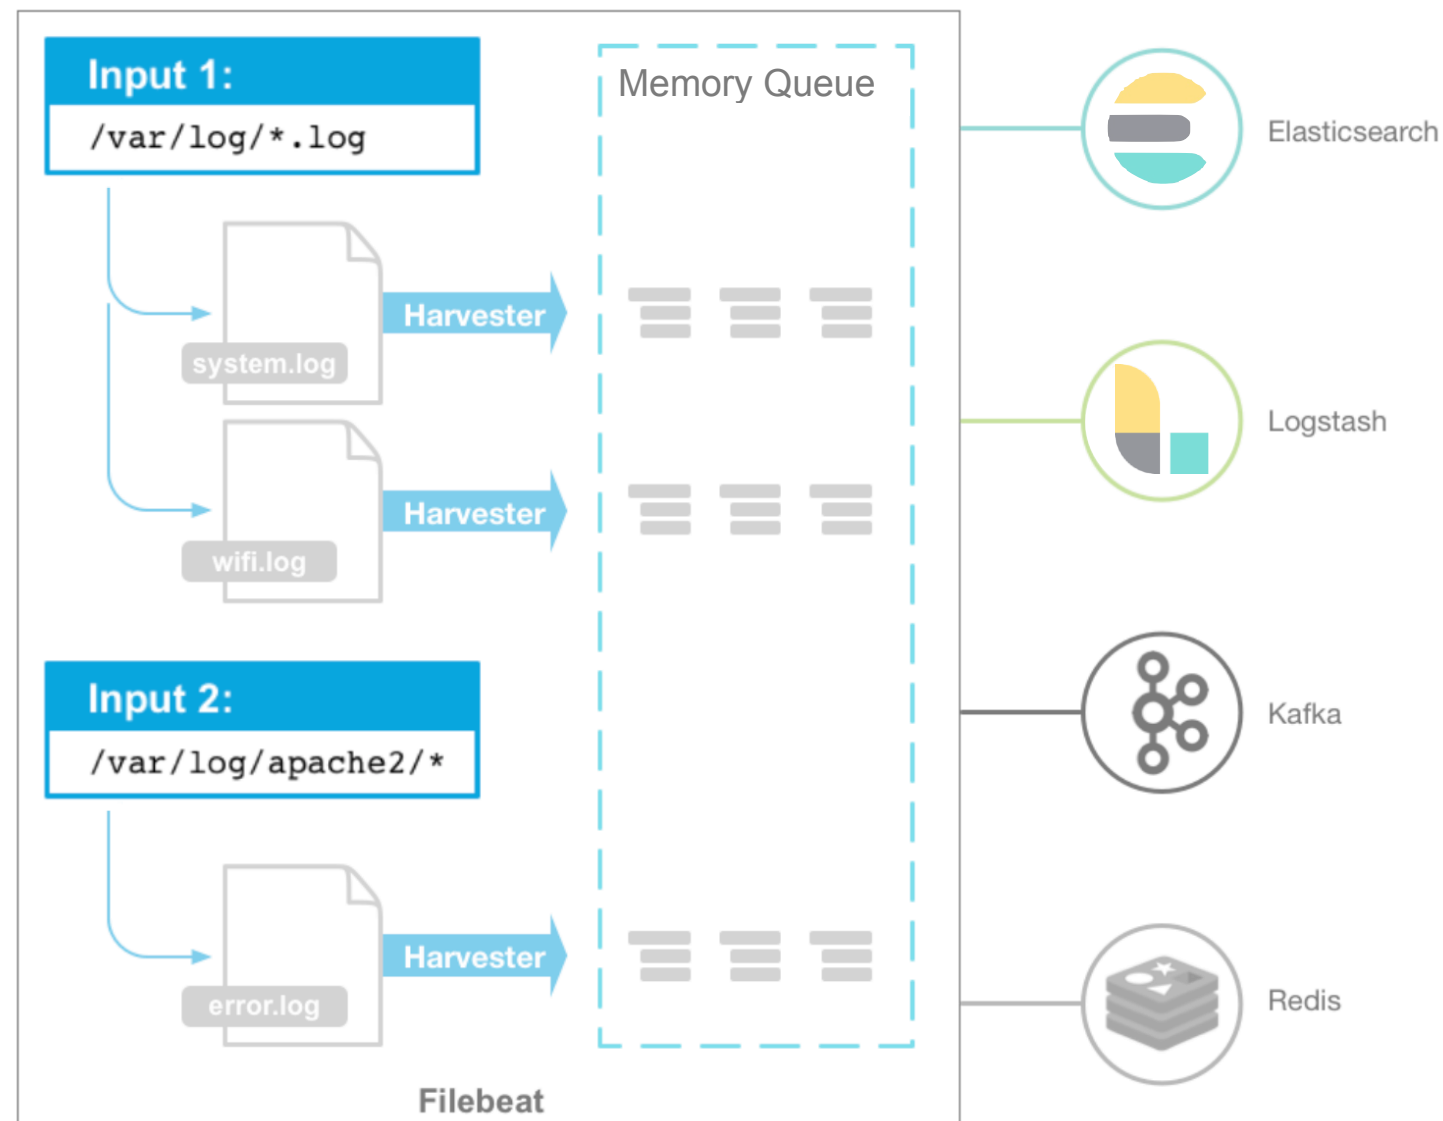 Input 1:
/var/log/*.log
Memory Queue
system.log
Harvester
wifi.log
Harvester
Input 2:
/var/log/apache2/*
error.log
Harvester
Filebeat
Elasticsearch
Logstash
Kafka
Redis